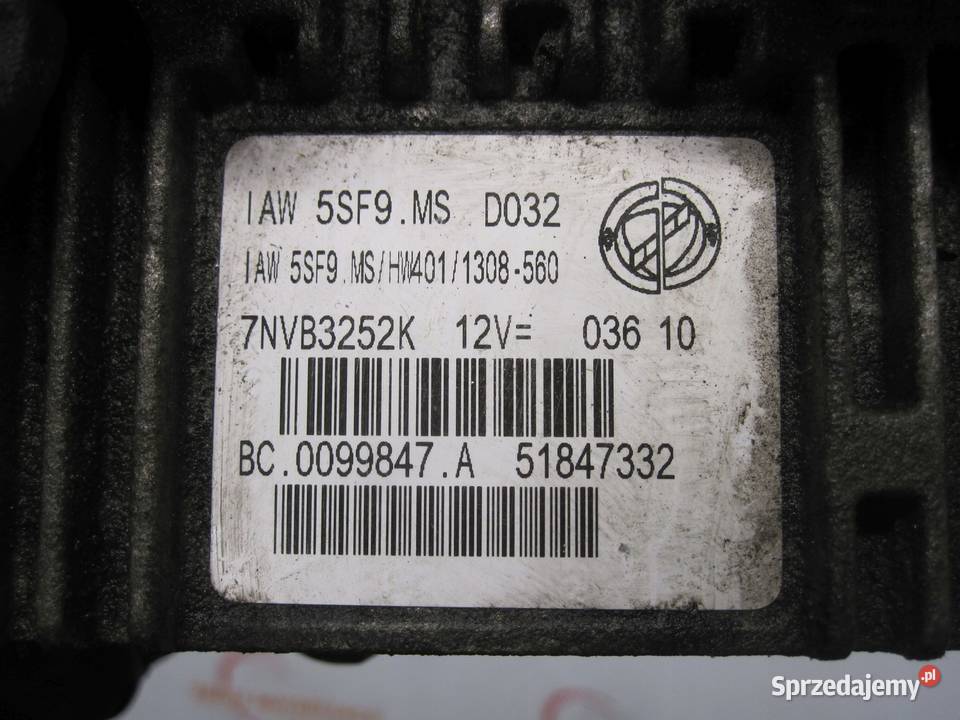 IAW 5SF9.MS D032
IAW 5SF9.MS/HW401/1308-560
7NVB3252K 12V= 036 10
BC.0099847.A 51847332
Sprzedajemy.pl